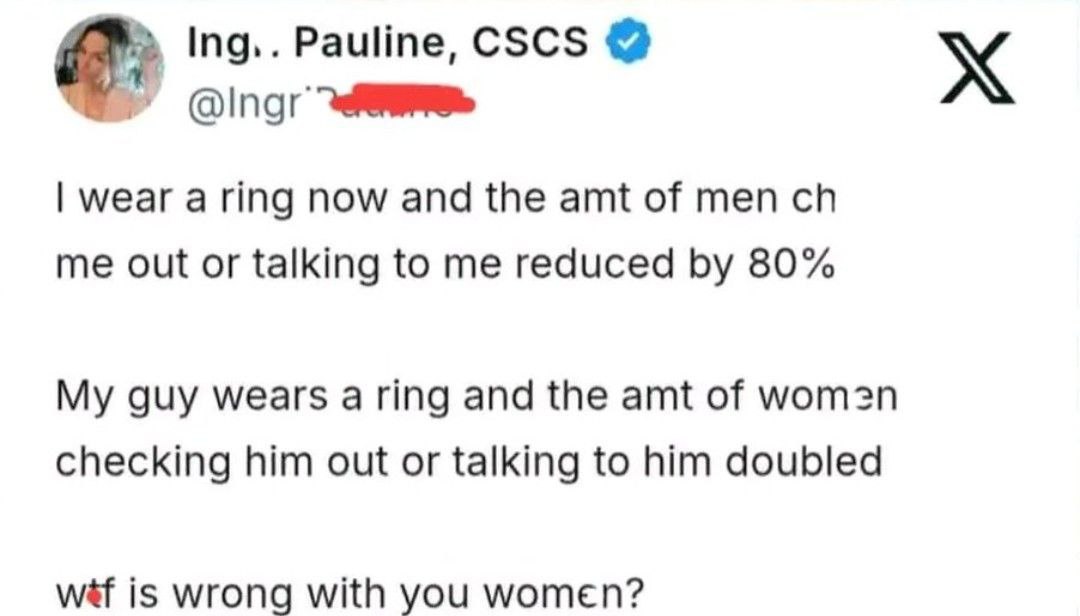 Ing. . Pauline, CSCS
@Ingri
I wear a ring now and the amt of men ch
me out or talking to me reduced by 80%
My guy wears a ring and the amt of women
checking him out or talking to him doubled
wtf is wrong with you women?